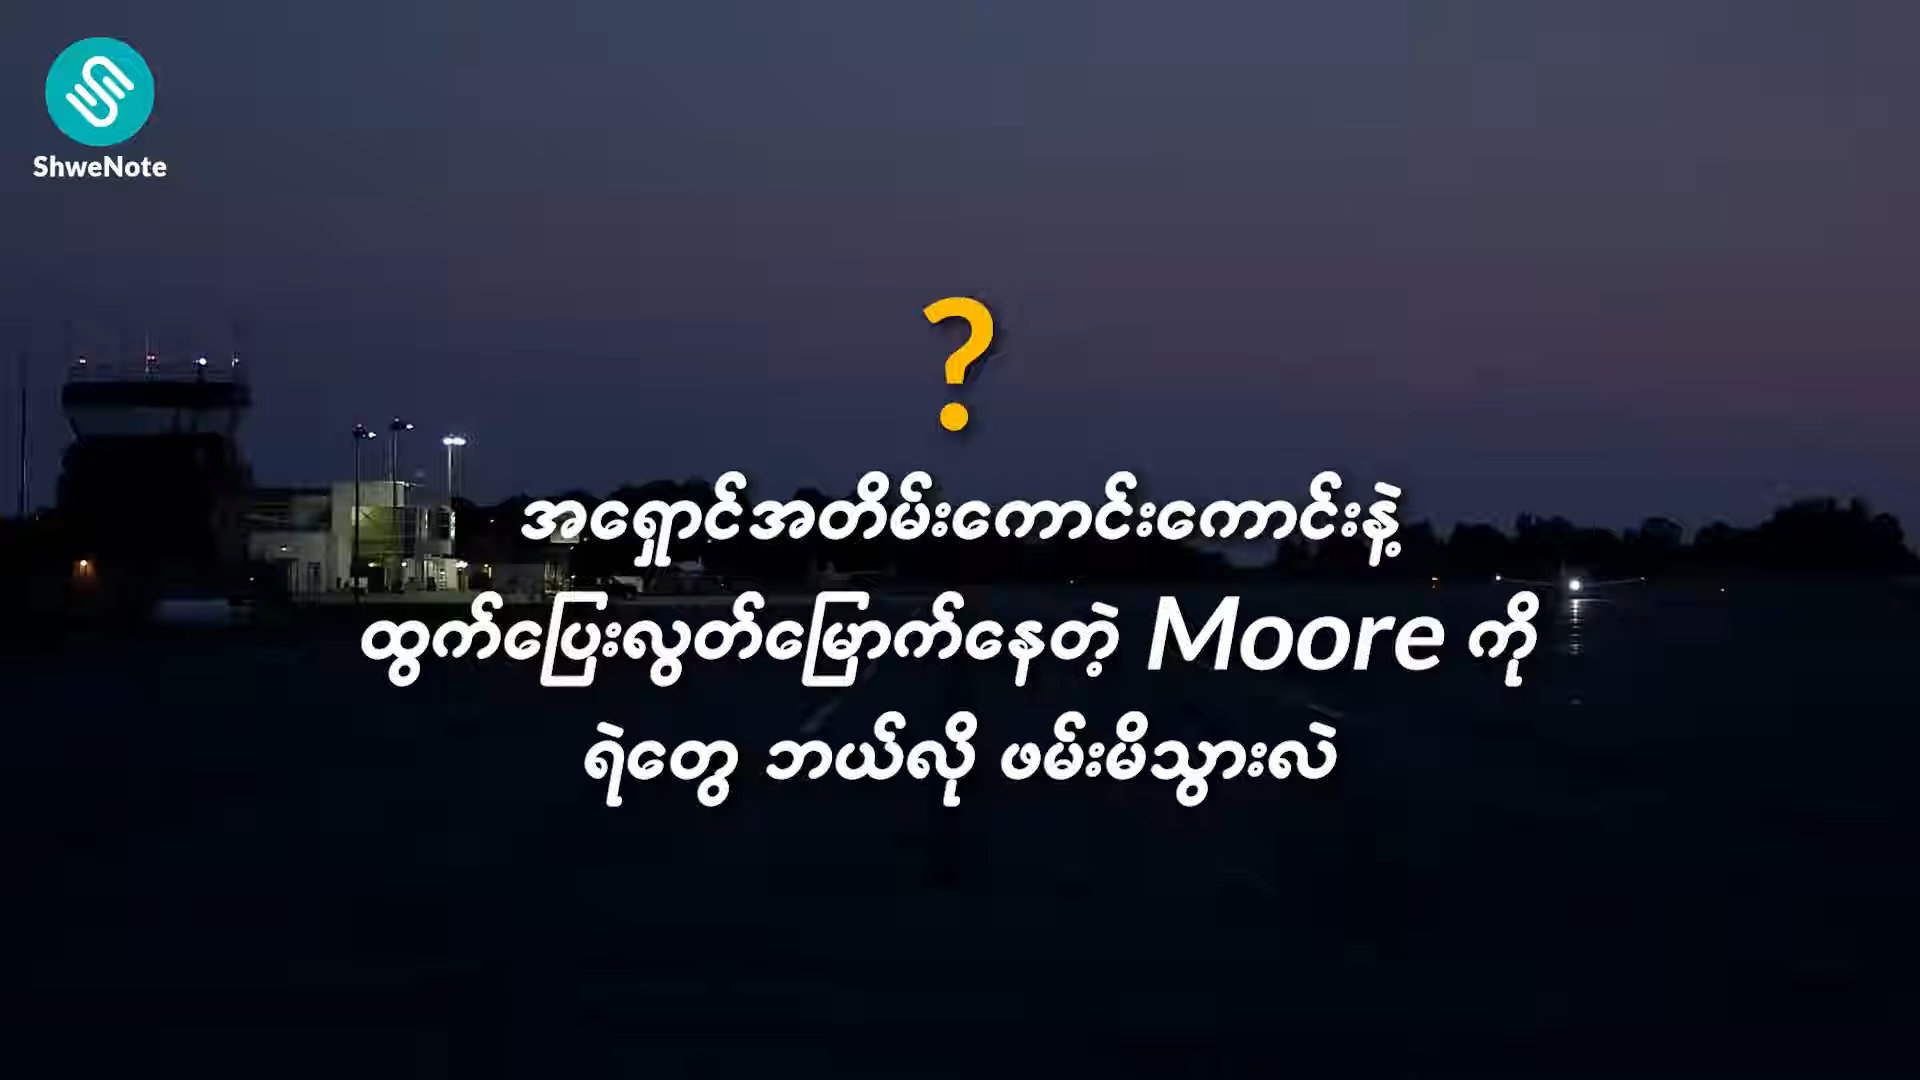 ShweNote
?
အရှောင်အတိမ်းကောင်းကောင်းနဲ့
ထွက်ပြေးလွတ်မြောက်နေတဲ့ Moore ကို
ရဲတွေ ဘယ်လို ဖမ်းမိသွားလဲ